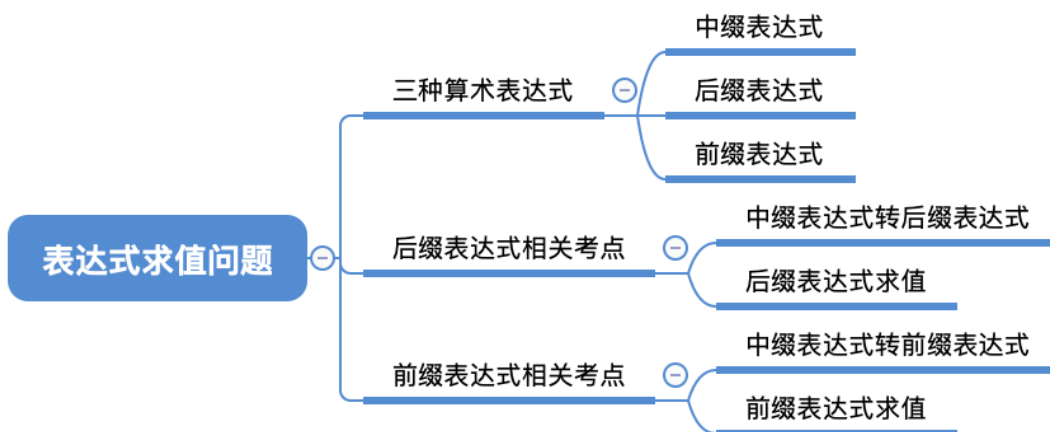 表达式求值问题
三种算术表达式
中缀表达式
后缀表达式
前缀表达式
后缀表达式相关考点
中缀表达式转后缀表达式
后缀表达式求值
前缀表达式相关考点
中缀表达式转前缀表达式
前缀表达式求值